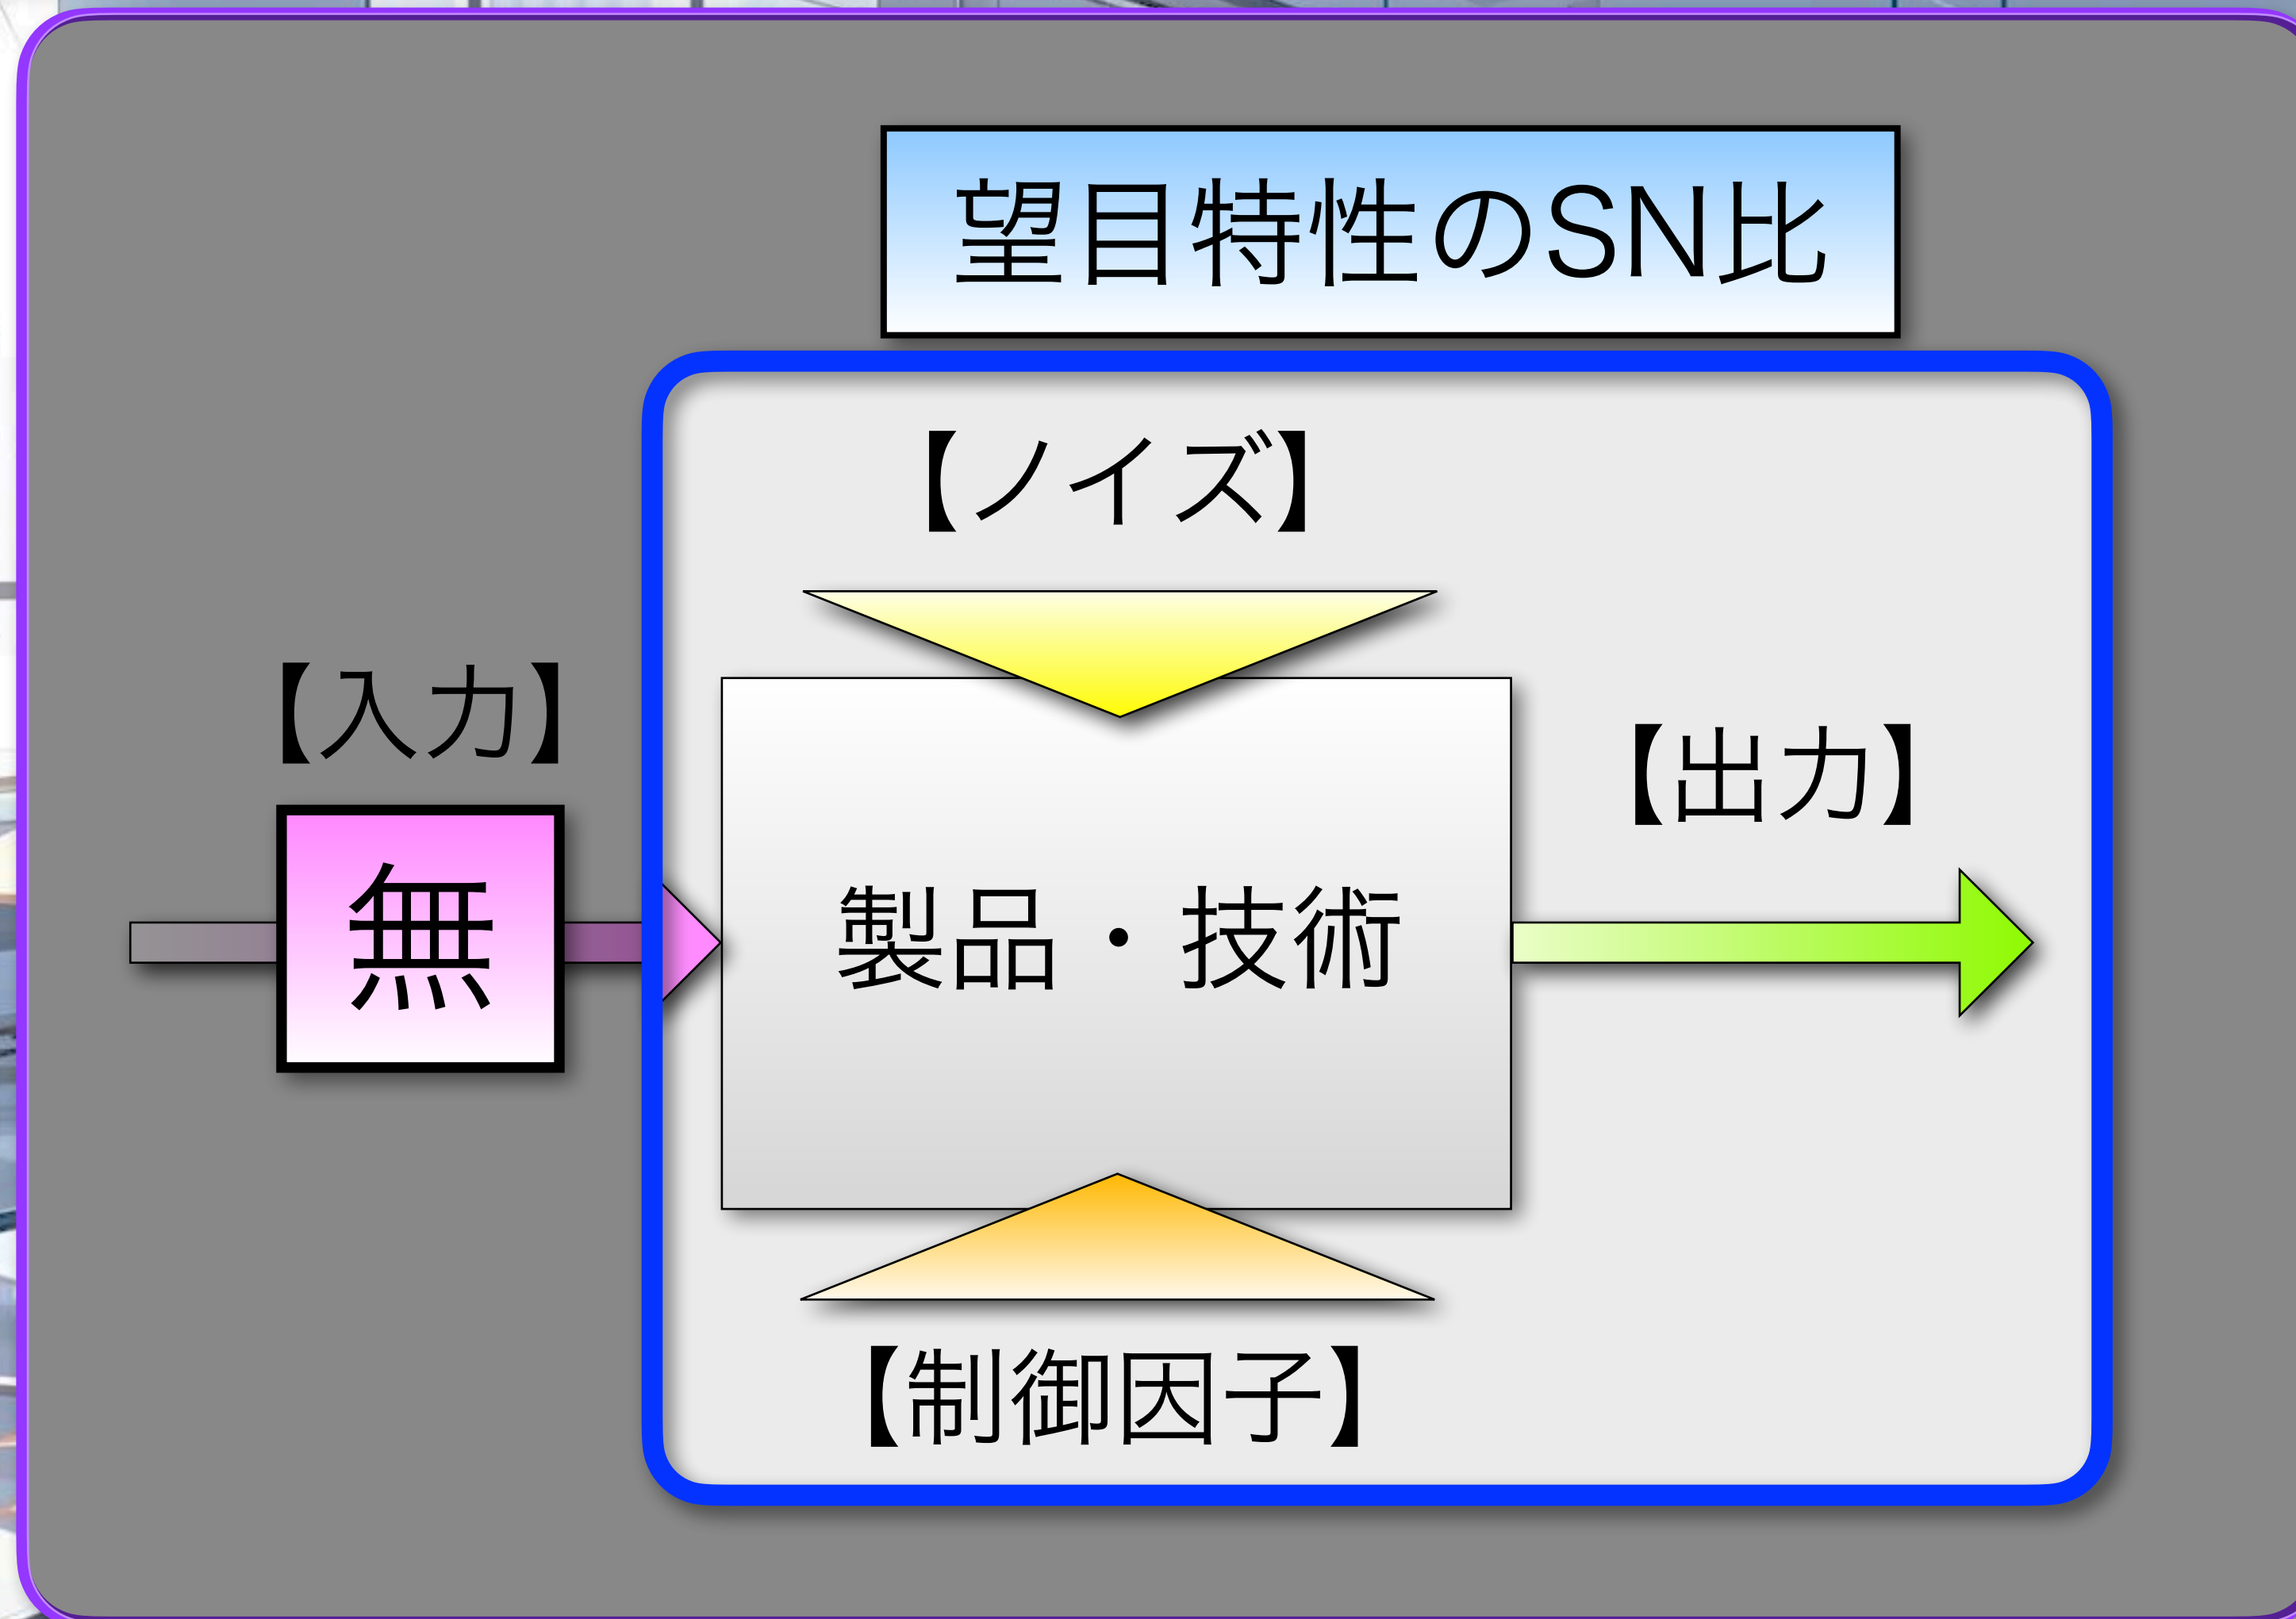 望目特性のSN比
【ノイズ】
【入力】
無
製品・技術
【出力】
【制御因子】